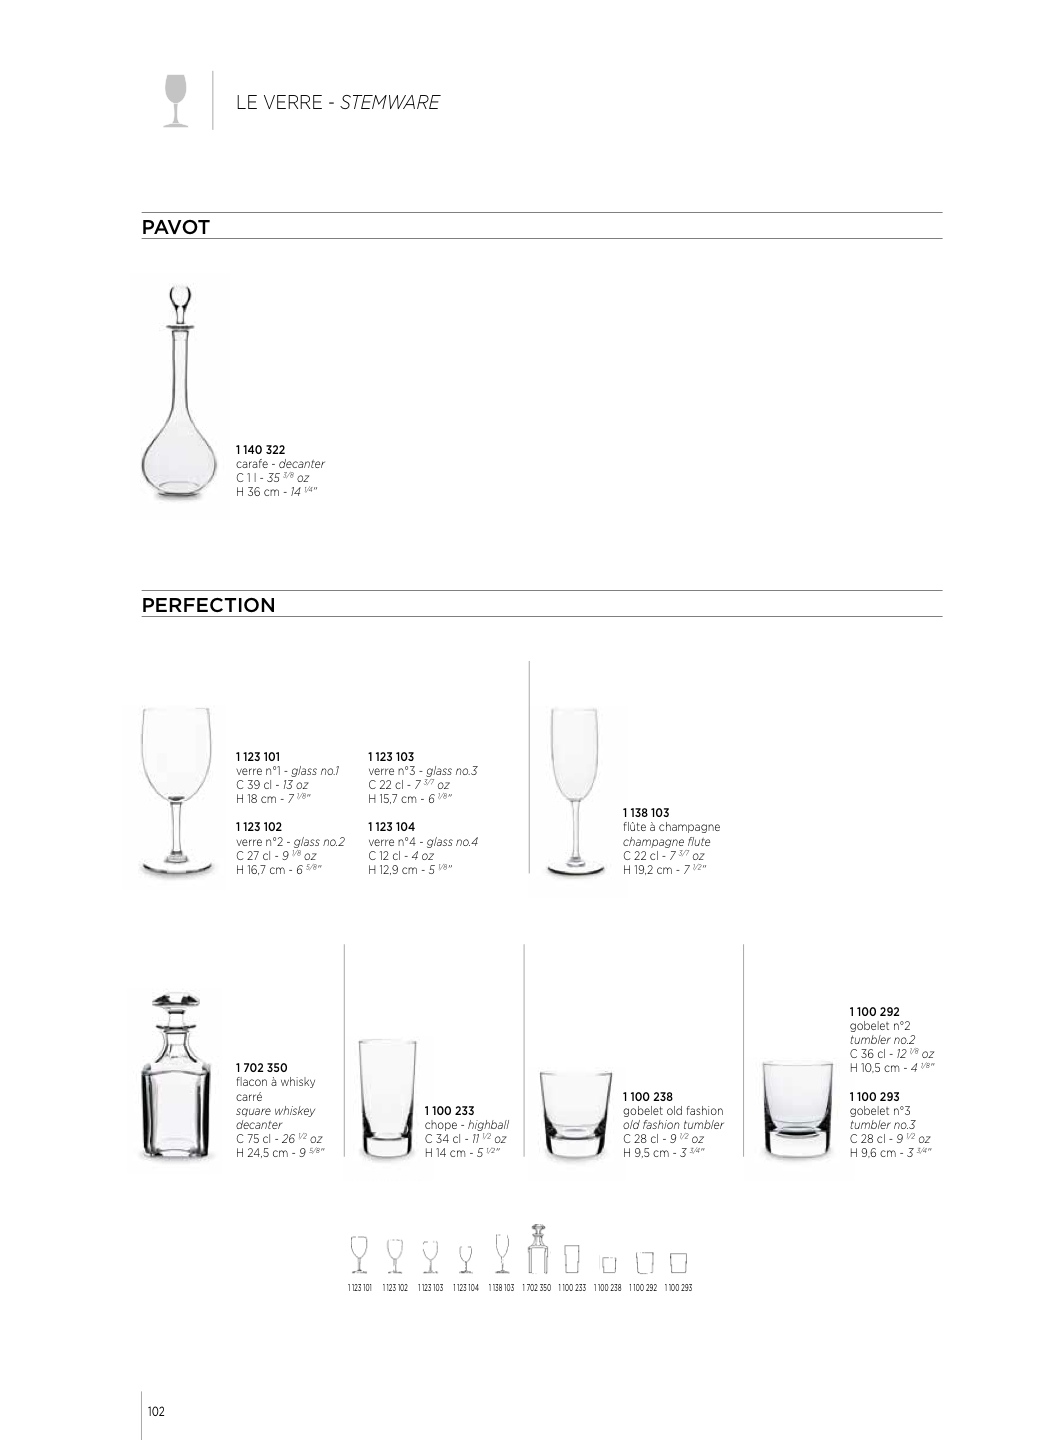 LE VERRE - STEMWARE
PAVOT
1 140 322
carafe - decanter
C 1 l - 35 3/8 oz
H 36 cm - 14 1/4"
PERFECTION
1 123 101
verre n°1 - glass no.1
C 39 cl - 13 oz
H 18 cm - 7 1/8"
1 123 102
verre n°2 - glass no.2
C 27 cl - 9 1/8 oz
H 16,7 cm - 6 5/8"
1 123 103
verre n°3 - glass no.3
C 22 cl - 7 3/7 oz
H 15,7 cm - 6 1/8"
1 123 104
verre n°4 - glass no.4
C 12 cl - 4 oz
H 12,9 cm - 5 1/8"
1 138 103
flûte à champagne
champagne flute
C 22 cl - 7 3/7 oz
H 19,2 cm - 7 1/2"
1 702 350
flacon à whisky
carré
square whiskey
decanter
C 75 cl - 26 1/2 oz
H 24,5 cm - 9 5/8"
1 100 233
chope - highball
C 34 cl - 11 1/2 oz
H 14 cm - 5 1/2"
1 100 238
gobelet old fashion
old fashion tumbler
C 28 cl - 9 1/2 oz
H 9,5 cm - 3 3/4"
1 100 292
gobelet n°2
tumbler no.2
C 36 cl - 12 1/8 oz
H 10,5 cm - 4 1/8"
1 100 293
gobelet n°3
tumbler no.3
C 28 cl - 9 1/2 oz
H 9,6 cm - 3 3/4"
1 123 101 1 123 102 1 123 103 1 123 104 1 138 103 1 702 350 1 100 233 1 100 238 1 100 292 1 100 293
102